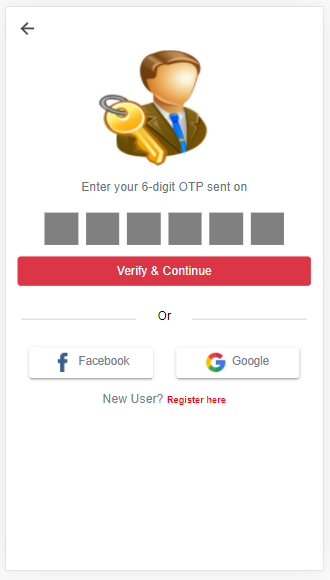 Enter your 6-digit OTP sent on
Verify & Continue
Or
Facebook
Google
New User? Register here